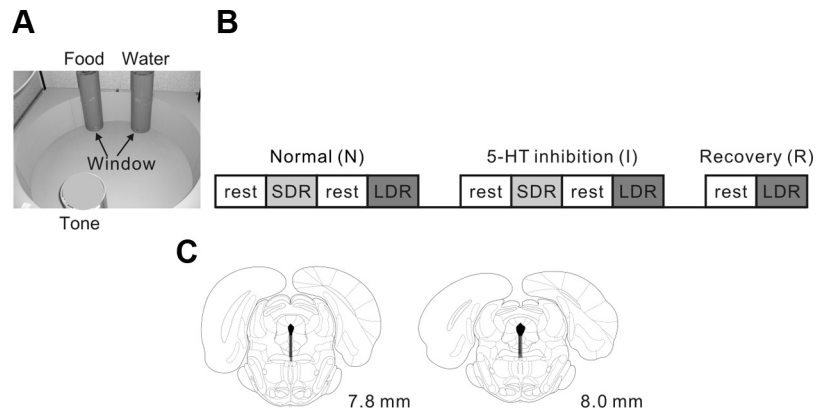 A
Food Water
Window
Tone
B
Normal (N) 5-HT inhibition (I) Recovery (R)
rest SDR rest LDR rest SDR rest LDR rest LDR
C
7.8 mm 8.0 mm